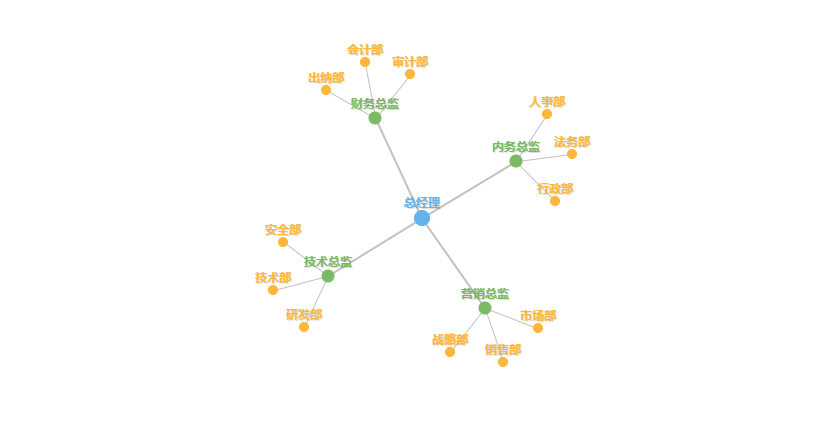 会计部
审计部
出纳部
财务总监
人事部
法务部
内务总监
行政部
总经理
安全部
技术总监
技术部
研发部
营销总监
市场部
战略部
销售部